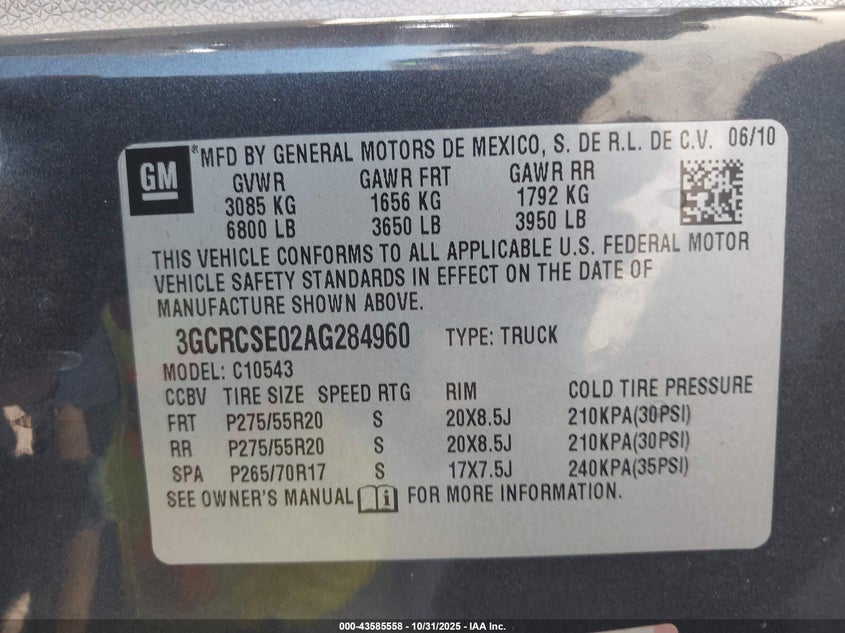 GM
®MFD BY GENERAL MOTORS DE MEXICO, S. DE R.L. DE C.V. 06/10
GVWR GAWR FRT GAWR RR
3085 KG 1656 KG 1792 KG
6800 LB 3650 LB 3950 LB
THIS VEHICLE CONFORMS TO ALL APPLICABLE U.S. FEDERAL MOTOR
VEHICLE SAFETY STANDARDS IN EFFECT ON THE DATE OF
MANUFACTURE SHOWN ABOVE.
3GCRCSE02AG284960 TYPE: TRUCK
MODEL: C10543
CCBV TIRE SIZE SPEED RTG RIM COLD TIRE PRESSURE
FRT P275/55R20 S 20X8.5J 210KPA(30PSI)
RR P275/55R20 S 20X8.5J 210KPA(30PSI)
SPA P265/70R17 S 17X7.5J 240KPA(35PSI)
SEE OWNER'S MANUAL i FOR MORE INFORMATION.
000-43585558 - 10/31/2025 - IAA Inc.